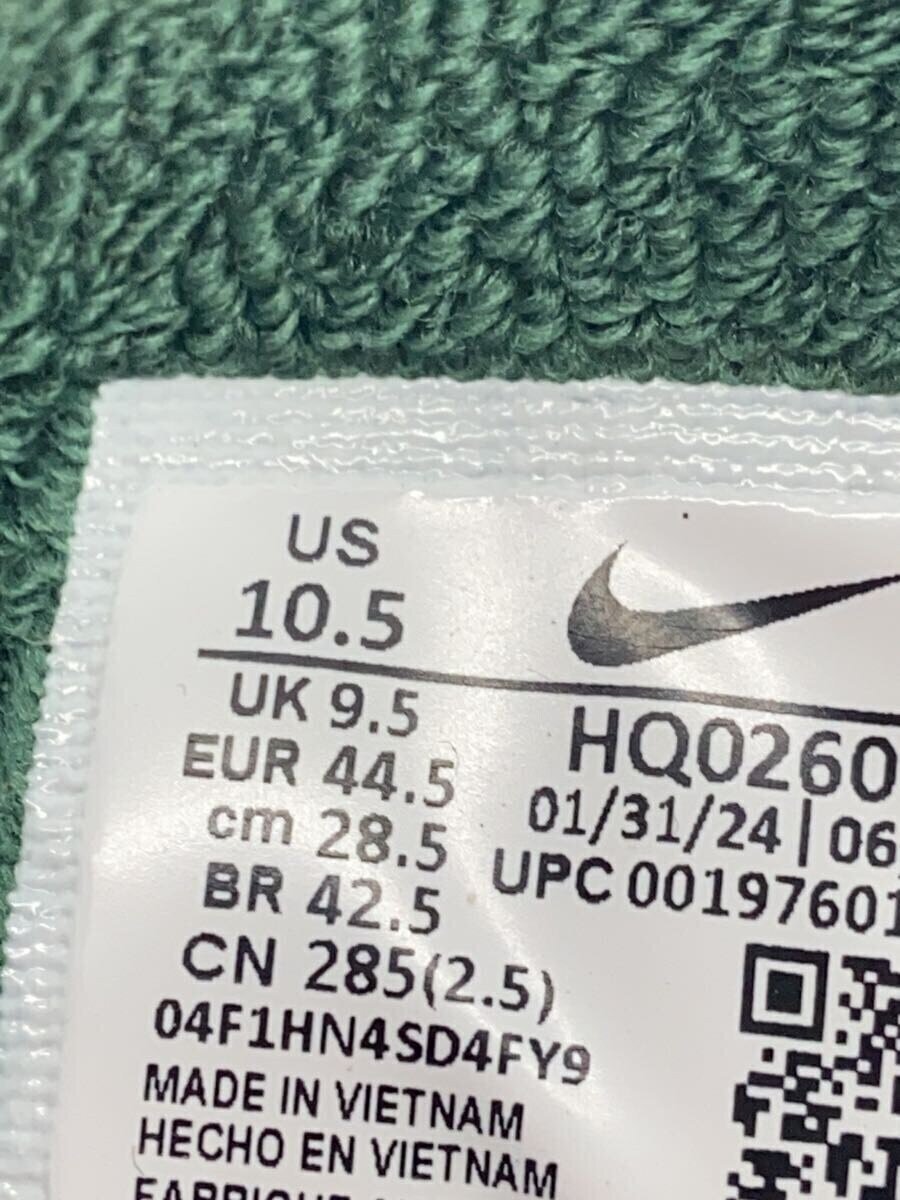 US
10.5
UK 9.5
EUR 44.5
cm 28.5
BR 42.5
CN 285(2.5)
04F1HN4SD4FY9
MADE IN VIETNAM
HECHO EN VIETNAM
HQ0260
01/31/24 | 06
UPC 00197601